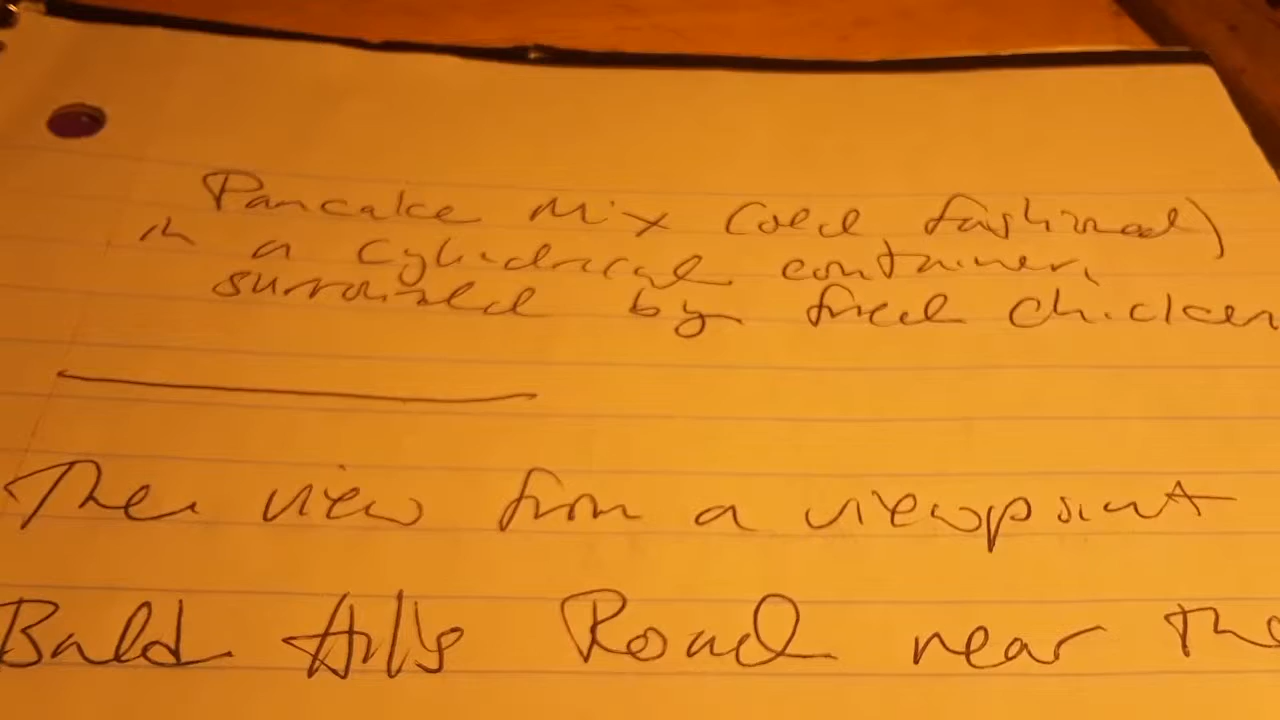 Pancake Mix (old fashioned)
in a cylindrical container,
surrounded by fried chicken
The view from a viewpoint
Bald Hills Road near the